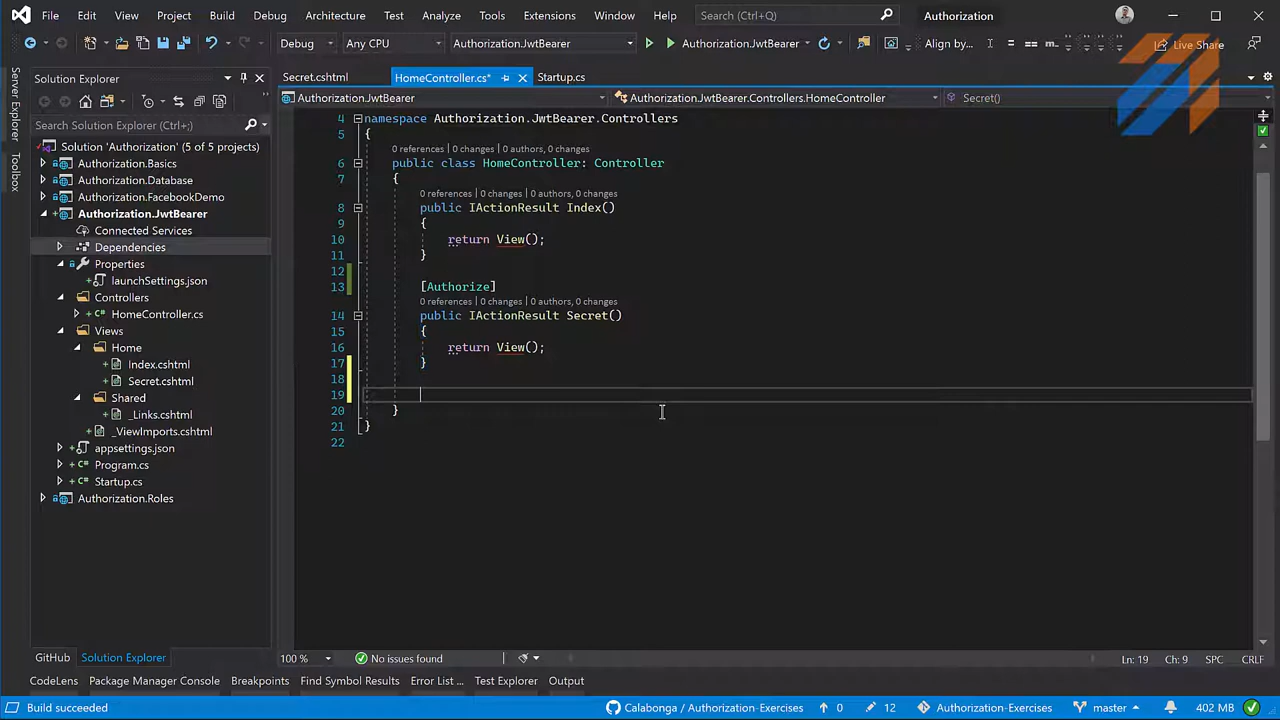 File Edit View Project Build Debug Architecture Test Analyze Tools Extensions Window Help Search (Ctrl+Q) Authorization
Debug Any CPU Authorization.JwtBearer Authorization.JwtBearer Align by... Live Share
Server Explorer
Toolbox
Solution Explorer
Search Solution Explorer (Ctrl+;)
Solution 'Authorization' (5 of 5 projects)
Authorization.Basics
Authorization.Database
Authorization.FacebookDemo
Authorization.JwtBearer
Connected Services
Dependencies
Properties
launchSettings.json
Controllers
HomeController.cs
Views
Home
Index.cshtml
Secret.cshtml
Shared
_Links.cshtml
_ViewImports.cshtml
appsettings.json
Program.cs
Startup.cs
Authorization.Roles
GitHub Solution Explorer
Secret.cshtml HomeController.cs* Startup.cs
Authorization.JwtBearer Authorization.JwtBearer.Controllers.HomeController Secret()
4 namespace Authorization.JwtBearer.Controllers
5 {
0 references | 0 changes | 0 authors, 0 changes
6 public class HomeController: Controller
7 {
0 references | 0 changes | 0 authors, 0 changes
8 public IActionResult Index()
9 {
10 return View();
11 }
12
13 [Authorize]
0 references | 0 changes | 0 authors, 0 changes
14 public IActionResult Secret()
15 {
16 return View();
17 }
18
19
20 }
21 }
22
100 % No issues found Ln: 19 Ch: 9 SPC CRLF
CodeLens Package Manager Console Breakpoints Find Symbol Results Error List ... Test Explorer Output
Build succeeded Calabonga / Authorization-Exercises 0 12 Authorization-Exercises master 402 MB